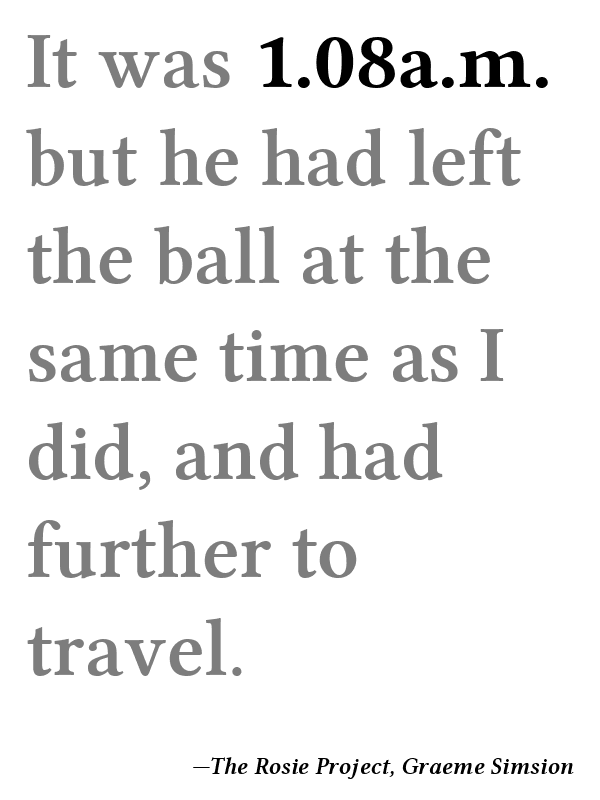 It was 1.08a.m.
but he had left
the ball at the
same time as I
did, and had
further to
travel.
—The Rosie Project, Graeme Simsion